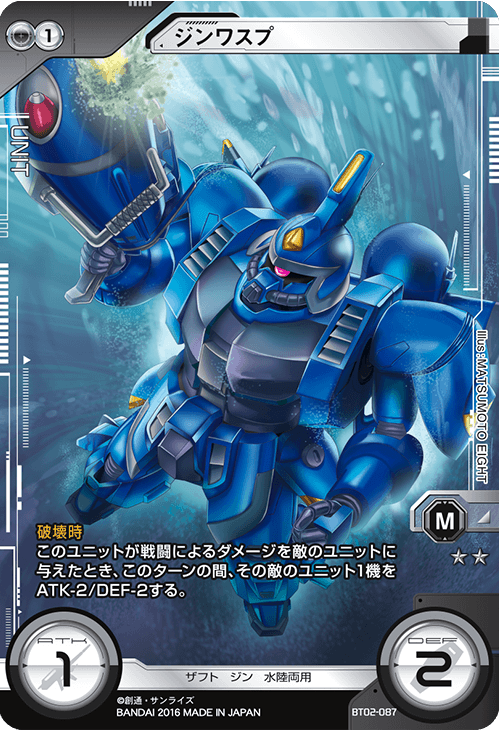 1
ジンワスプ
UNIT
Illus:MATSUMOTO EIGHT
M
★★
破壊時
このユニットが戦闘によるダメージを敵のユニットに
与えたとき、このターンの間、その敵のユニット1機を
ATK-2/DEF-2する。
ATK
1
DEF
2
ザフト ジン 水陸両用
©創通・サンライズ
BANDAI 2016 MADE IN JAPAN
BT02-087